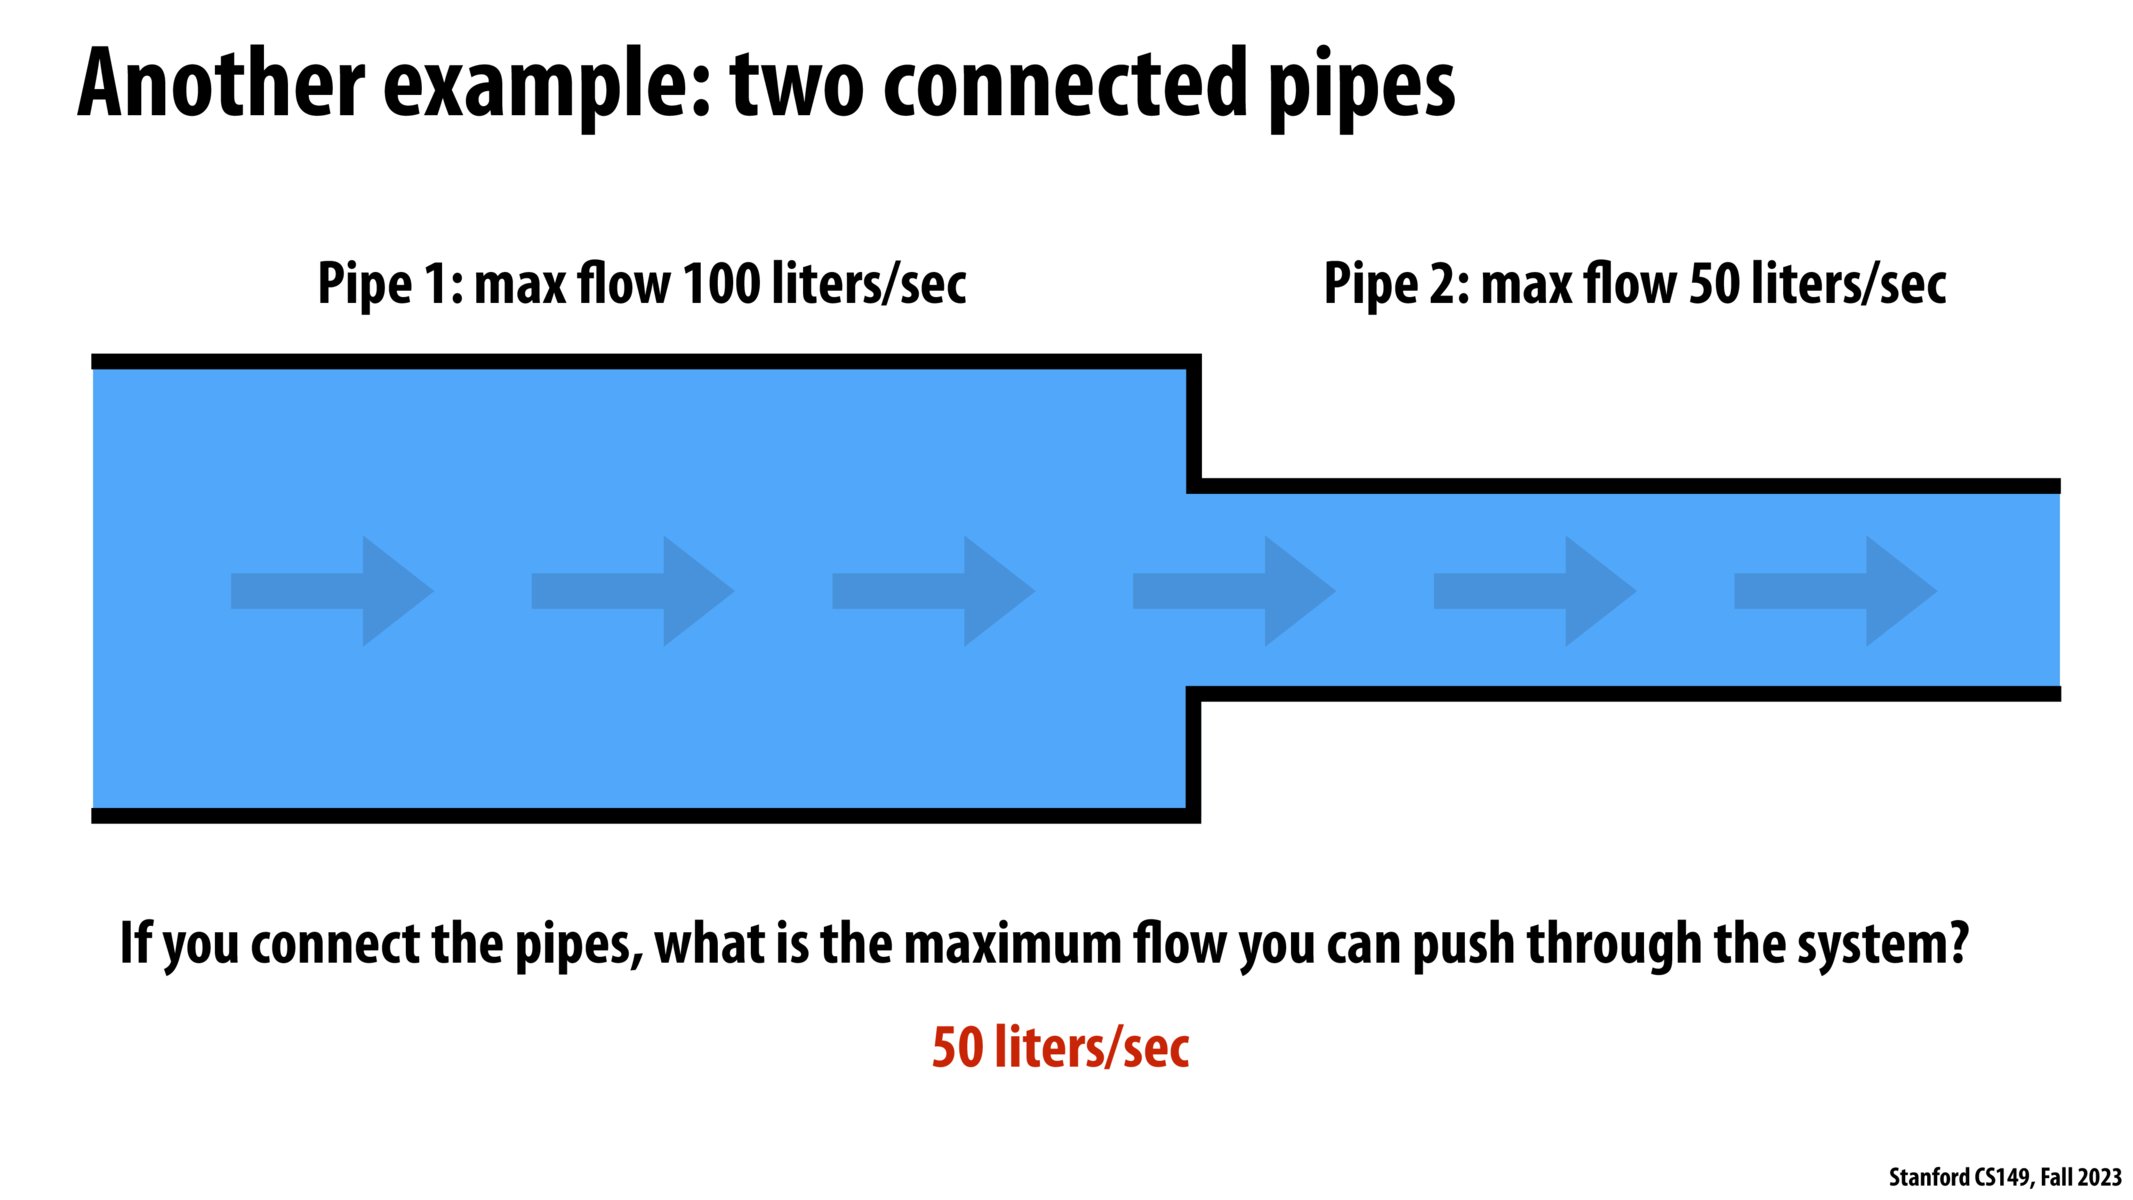 Another example: two connected pipes
Pipe 1: max flow 100 liters/sec
Pipe 2: max flow 50 liters/sec
If you connect the pipes, what is the maximum flow you can push through the system?
50 liters/sec
Stanford CS149, Fall 2023